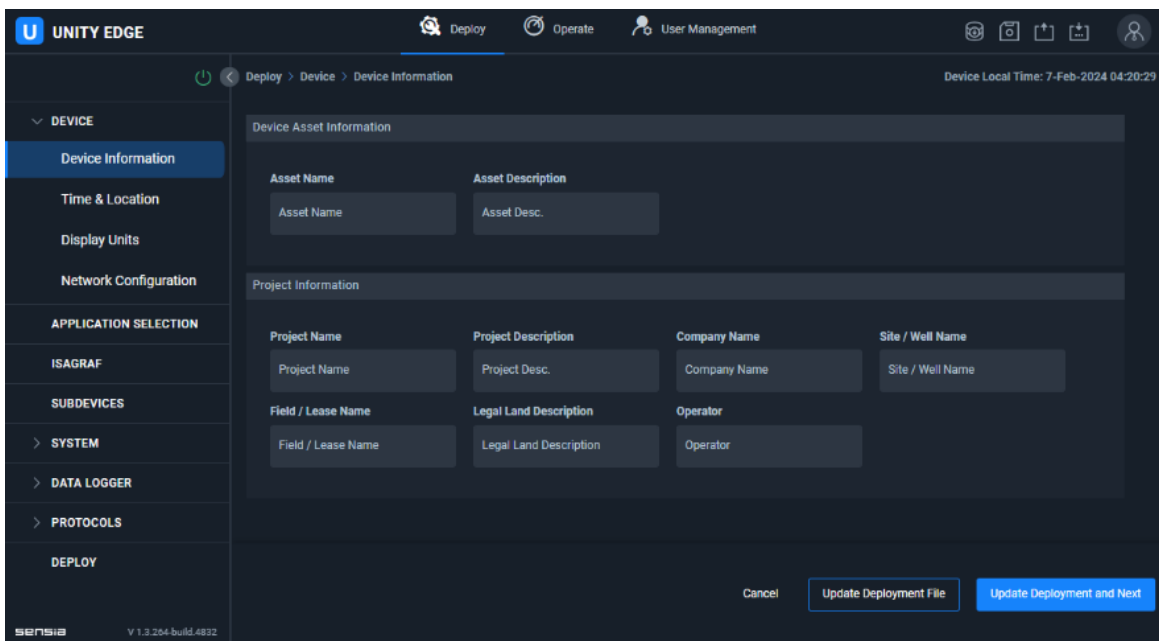 U UNITY EDGE
Deploy Operate User Management
Deploy > Device > Device Information
Device Local Time: 7-Feb-2024 04:20:29
DEVICE
Device Information
Time & Location
Display Units
Network Configuration
APPLICATION SELECTION
ISAGRAF
SUBDEVICES
SYSTEM
DATA LOGGER
PROTOCOLS
DEPLOY
sensia V 1.3.264-build.4832
Device Asset Information
Asset Name Asset Description
Asset Name Asset Desc.
Project Information
Project Name Project Description Company Name Site / Well Name
Project Name Project Desc. Company Name Site / Well Name
Field / Lease Name Legal Land Description Operator
Field / Lease Name Legal Land Description Operator
Cancel Update Deployment File Update Deployment and Next